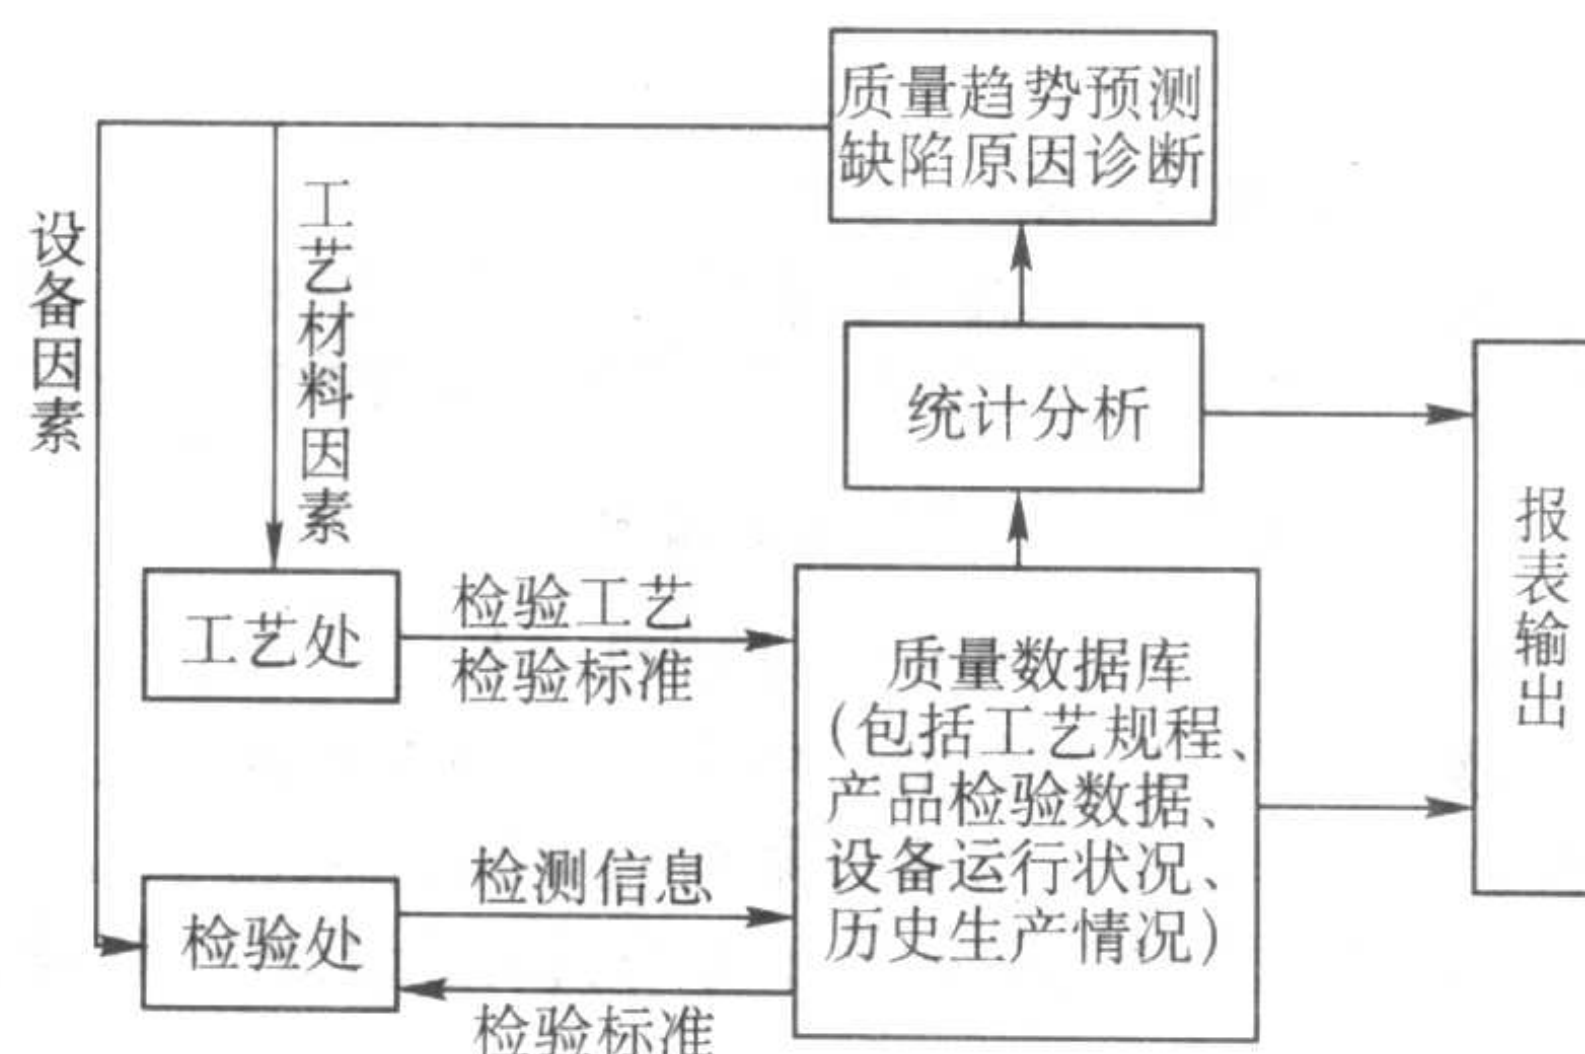 质量趋势预测
缺陷原因诊断
设备因素
工艺材料因素
统计分析
报表输出
工艺处
检验工艺
检验标准
质量数据库
(包括工艺规程、
产品检验数据、
设备运行状况、
历史生产情况)
检测信息
检验处
检验标准